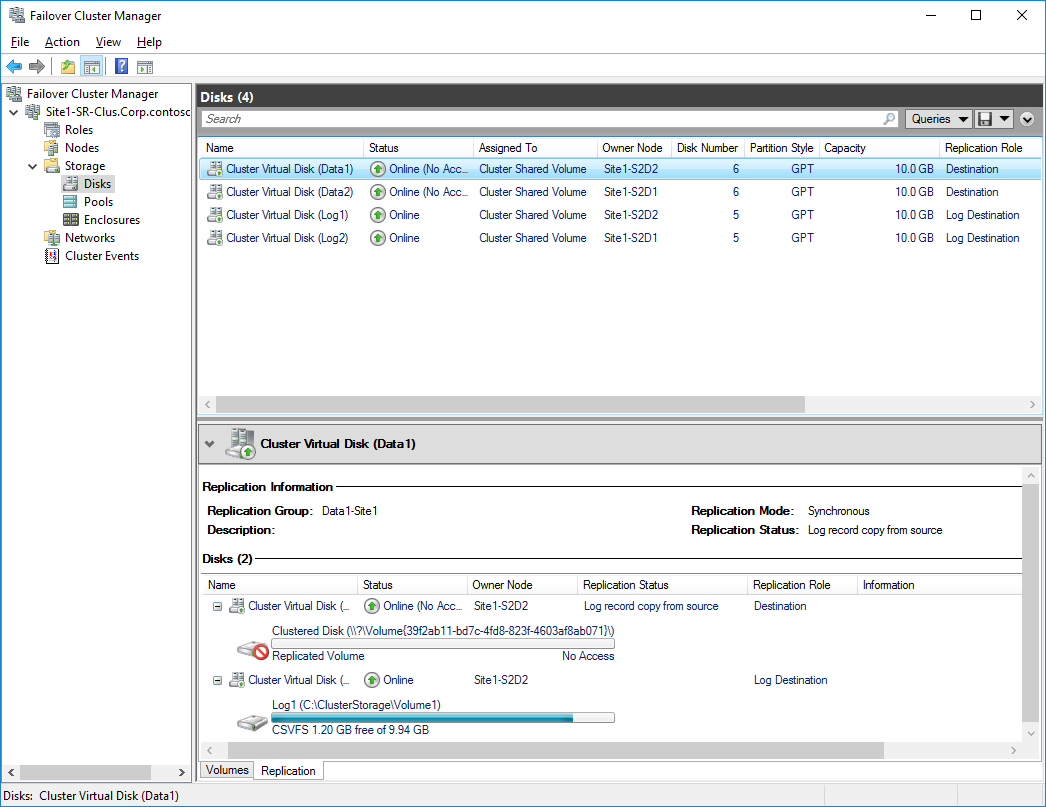 Failover Cluster Manager
File Action View Help
Failover Cluster Manager
Site1-SR-Clus.Corp.contosc
Roles
Nodes
Storage
Disks
Pools
Enclosures
Networks
Cluster Events
Disks (4)
Search Queries
Name Status Assigned To Owner Node Disk Number Partition Style Capacity Replication Role
Cluster Virtual Disk (Data1) Online (No Acc... Cluster Shared Volume Site1-S2D2 6 GPT 10.0 GB Destination
Cluster Virtual Disk (Data2) Online (No Acc... Cluster Shared Volume Site1-S2D1 6 GPT 10.0 GB Destination
Cluster Virtual Disk (Log1) Online Cluster Shared Volume Site1-S2D2 5 GPT 10.0 GB Log Destination
Cluster Virtual Disk (Log2) Online Cluster Shared Volume Site1-S2D1 5 GPT 10.0 GB Log Destination
Cluster Virtual Disk (Data1)
Replication Information
Replication Group: Data1-Site1 Replication Mode: Synchronous
Description: Replication Status: Log record copy from source
Disks (2)
Name Status Owner Node Replication Status Replication Role Information
Cluster Virtual Disk (... Online (No Acc... Site1-S2D2 Log record copy from source Destination
Clustered Disk (\\?\Volume{39f2ab11-bd7c-4fd8-823f-4603af8ab071}\)
Replicated Volume No Access
Cluster Virtual Disk (... Online Site1-S2D2 Log Destination
Log1 (C:\ClusterStorage\Volume1)
CSVFS 1.20 GB free of 9.94 GB
Volumes Replication
Disks: Cluster Virtual Disk (Data1)